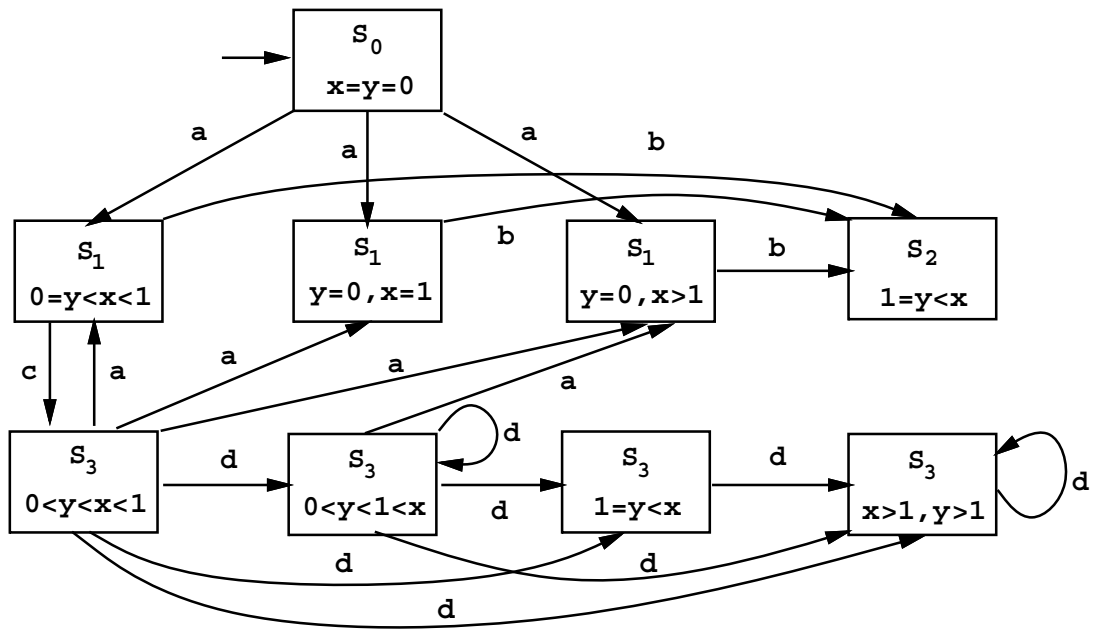 S0
x=y=0
a
a
a
b
S1
0=y<x<1
S1
y=0,x=1
b
S1
y=0,x>1
b
S2
1=y<x
c
a
a
a
a
S3
0<y<x<1
d
S3
0<y<1<x
d
d
S3
1=y<x
d
S3
x>1,y>1
d
d
d
d